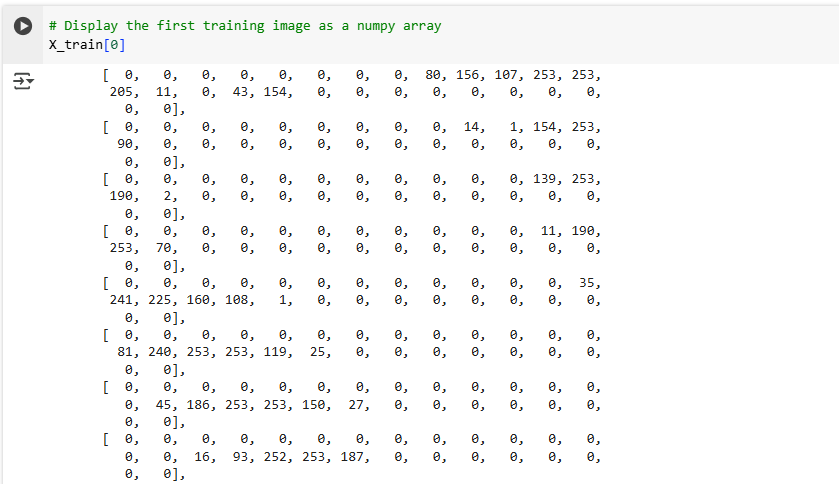 # Display the first training image as a numpy array
X_train[0]
[ 0, 0, 0, 0, 0, 0, 0, 0, 80, 156, 107, 253, 253,
205, 11, 0, 43, 154, 0, 0, 0, 0, 0, 0, 0, 0,
0, 0],
[ 0, 0, 0, 0, 0, 0, 0, 0, 0, 14, 1, 154, 253,
90, 0, 0, 0, 0, 0, 0, 0, 0, 0, 0, 0, 0,
0, 0],
[ 0, 0, 0, 0, 0, 0, 0, 0, 0, 0, 0, 139, 253,
190, 2, 0, 0, 0, 0, 0, 0, 0, 0, 0, 0, 0,
0, 0],
[ 0, 0, 0, 0, 0, 0, 0, 0, 0, 0, 0, 11, 190,
253, 70, 0, 0, 0, 0, 0, 0, 0, 0, 0, 0, 0,
0, 0],
[ 0, 0, 0, 0, 0, 0, 0, 0, 0, 0, 0, 0, 35,
241, 225, 160, 108, 1, 0, 0, 0, 0, 0, 0, 0, 0,
0, 0],
[ 0, 0, 0, 0, 0, 0, 0, 0, 0, 0, 0, 0, 0,
81, 240, 253, 253, 119, 25, 0, 0, 0, 0, 0, 0, 0,
0, 0],
[ 0, 0, 0, 0, 0, 0, 0, 0, 0, 0, 0, 0, 0,
0, 45, 186, 253, 253, 150, 27, 0, 0, 0, 0, 0, 0,
0, 0],
[ 0, 0, 0, 0, 0, 0, 0, 0, 0, 0, 0, 0, 0,
0, 0, 16, 93, 252, 253, 187, 0, 0, 0, 0, 0, 0,
0, 0],